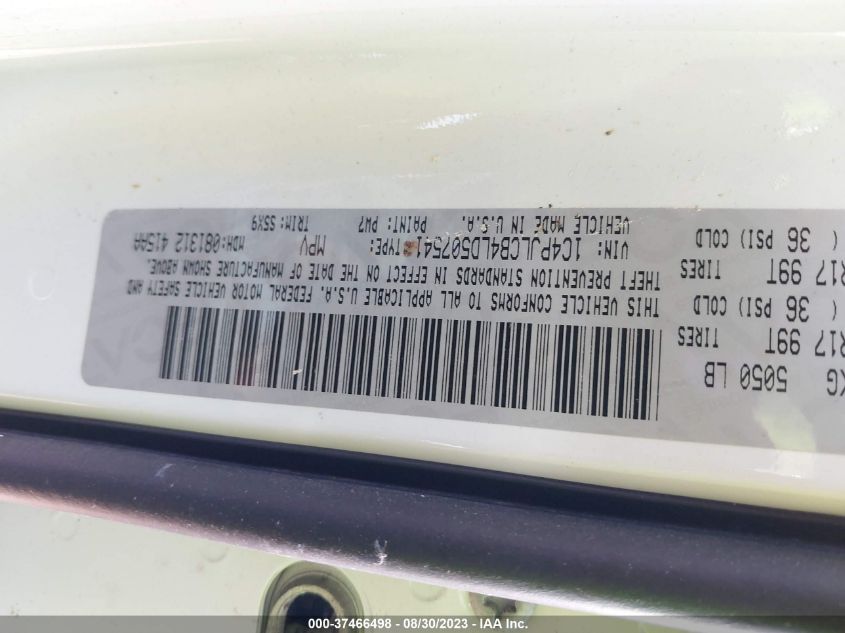 KG 5050 LB
R17 99T TIRES
( 36 PSI) COLD
R17 99T TIRES
( 36 PSI) COLD
THIS VEHICLE CONFORMS TO ALL APPLICABLE U.S.A. FEDERAL MOTOR VEHICLE SAFETY AND
THEFT PREVENTION STANDARDS IN EFFECT ON THE DATE OF MANUFACTURE SHOWN ABOVE.
VIN: 1C4PJLCB4LD507541 TYPE: MPV MDH:081312 415AA
VEHICLE MADE IN U.S.A. PAINT: PW7 TRIM: S5X9
000-37466498 - 08/30/2023 - IAA Inc.